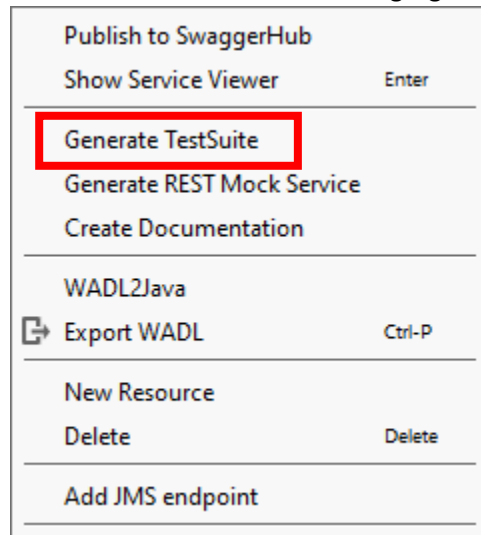 Publish to SwaggerHub
Show Service Viewer Enter
Generate TestSuite
Generate REST Mock Service
Create Documentation
WADL2Java
Export WADL Ctrl-P
New Resource
Delete Delete
Add JMS endpoint